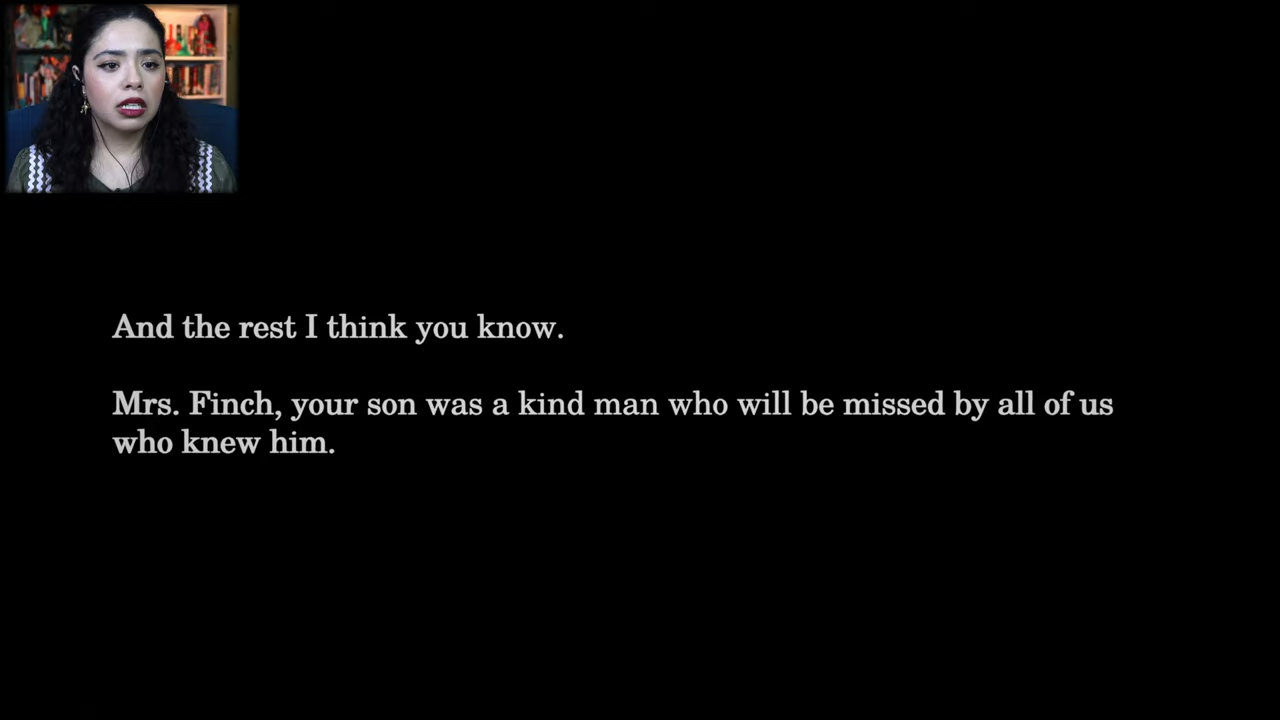 And the rest I think you know.
Mrs. Finch, your son was a kind man who will be missed by all of us
who knew him.